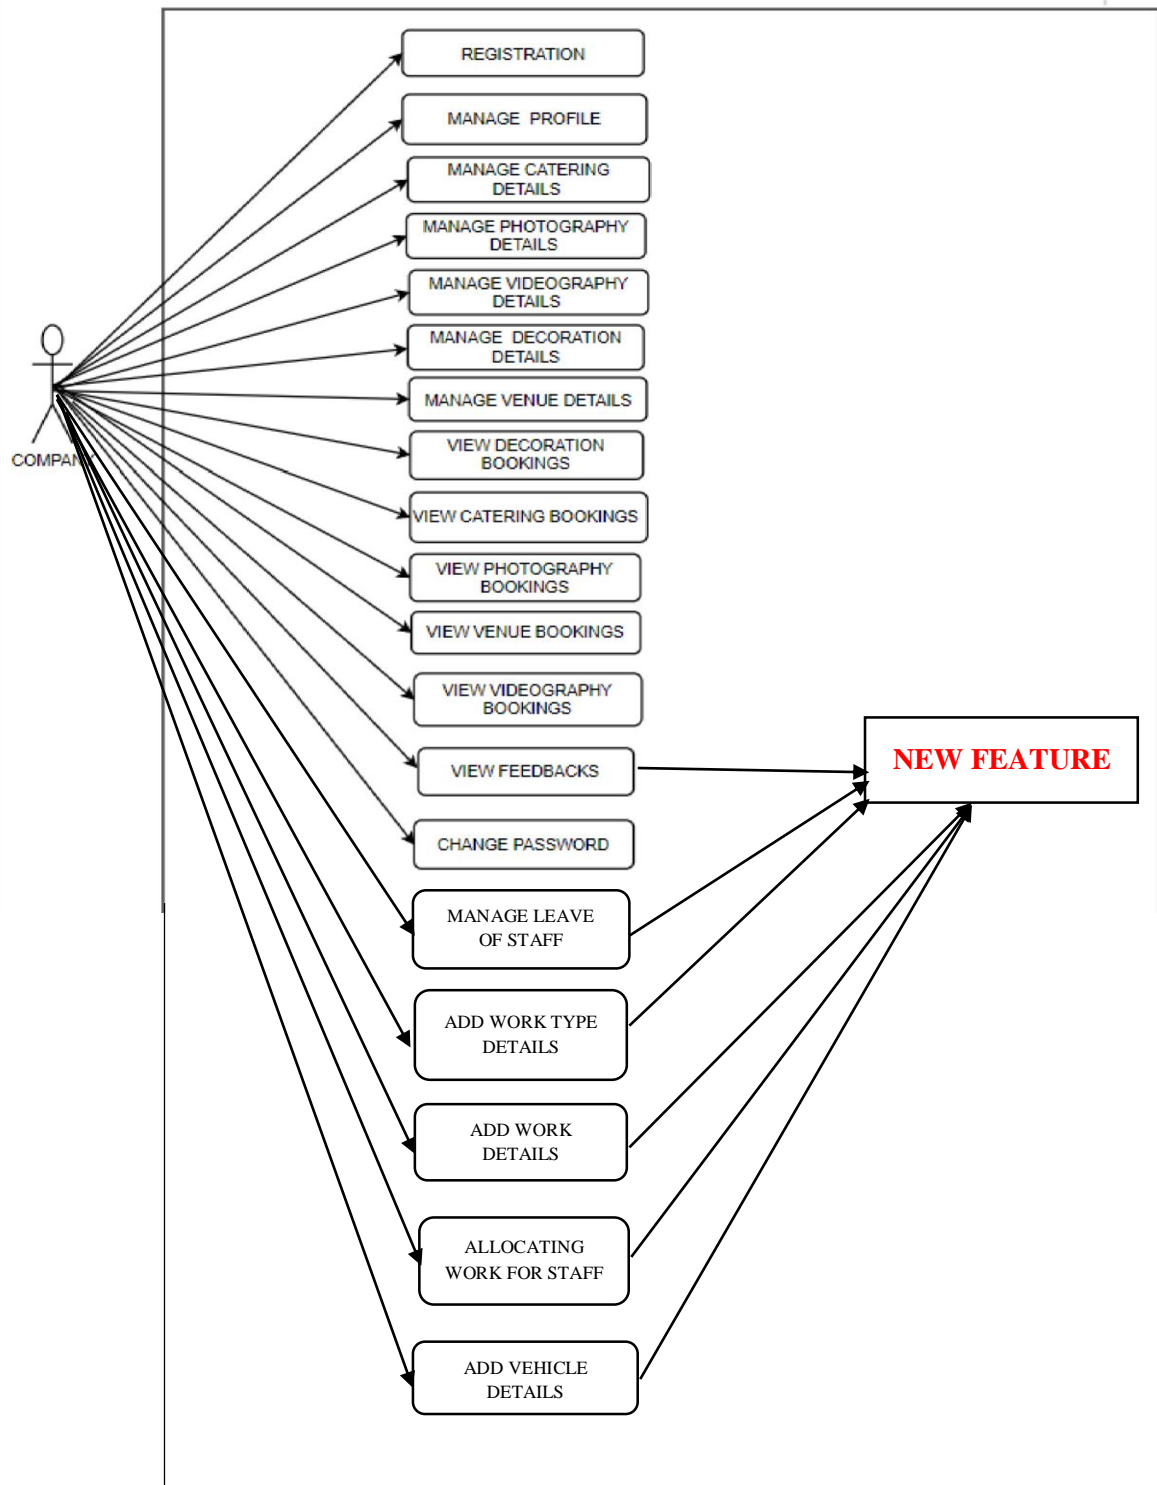 REGISTRATION
MANAGE PROFILE
MANAGE CATERING
DETAILS
MANAGE PHOTOGRAPHY
DETAILS
MANAGE VIDEOGRAPHY
DETAILS
MANAGE DECORATION
DETAILS
MANAGE VENUE DETAILS
VIEW DECORATION
BOOKINGS
COMPANY
VIEW CATERING BOOKINGS
VIEW PHOTOGRAPHY
BOOKINGS
VIEW VENUE BOOKINGS
VIEW VIDEOGRAPHY
BOOKINGS
VIEW FEEDBACKS
NEW FEATURE
CHANGE PASSWORD
MANAGE LEAVE
OF STAFF
ADD WORK TYPE
DETAILS
ADD WORK
DETAILS
ALLOCATING
WORK FOR STAFF
ADD VEHICLE
DETAILS